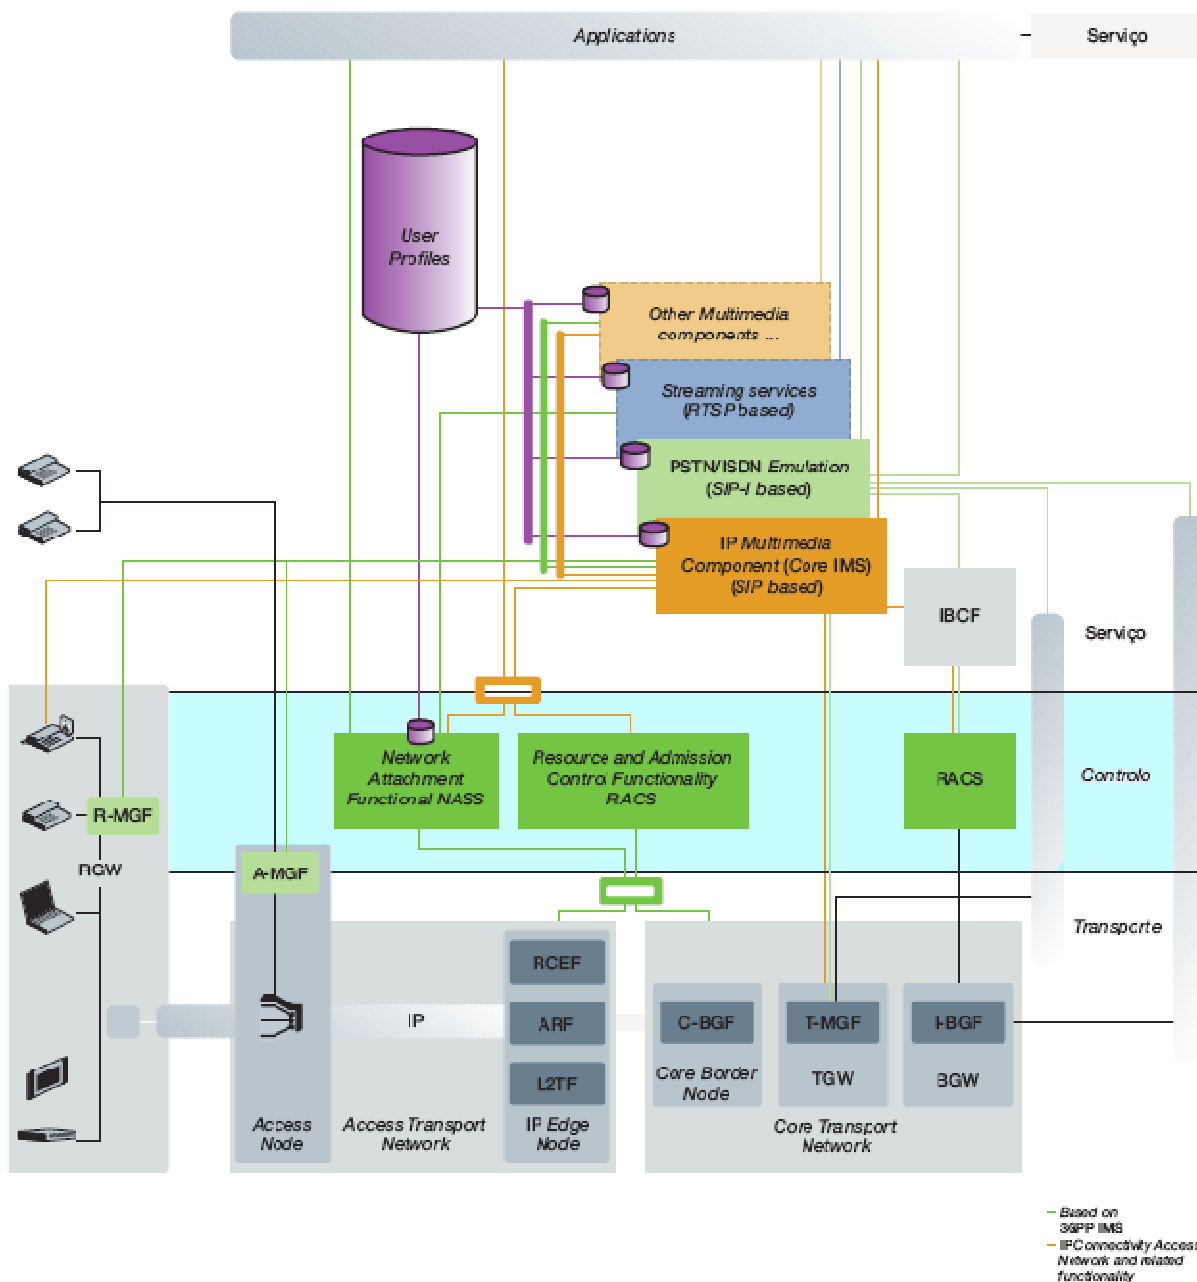 Applications
Serviço
User
Profiles
Other Multimedia
components ...
Streaming services
(RTSP based)
PSTN/ISDN Emulation
(SIP-I based)
IP Multimedia
Component (Core IMS)
(SIP based)
IBCF
Serviço
Network
Attachment
Functional NASS
Resource and Admission
Control Functionality
RACS
RACS
Controlo
R-MGF
RGW
A-MGF
Transporte
RCEF
IP
ARF
C-BGF
T-MGF
I-BGF
L2TF
Core Border
Node
TGW
BGW
Access
Node
Access Transport
Network
IP Edge
Node
Core Transport
Network
Based on
3GPP IMS
IPConnectivity Access
Network and related
functionality